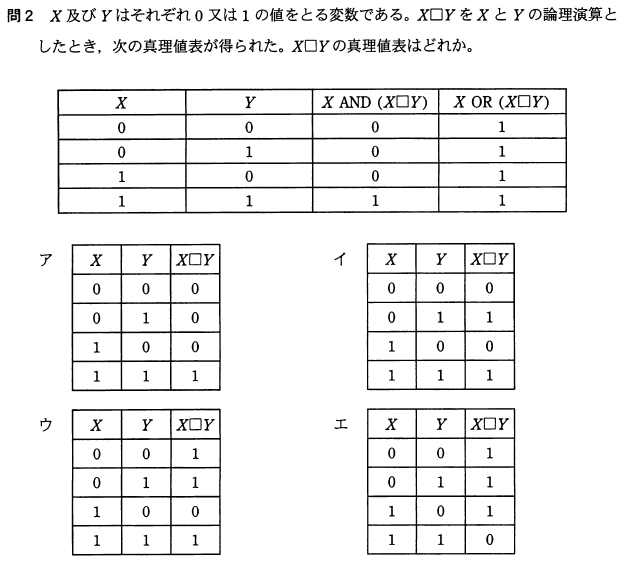 問2 X及びYはそれぞれ0又は1の値をとる変数である。X□YをXとYの論理演算と
したとき，次の真理値表が得られた。X□Yの真理値表はどれか。
X Y X AND (X□Y) X OR (X□Y)
0 0 0 1
0 1 0 1
1 0 0 1
1 1 1 1
ア
X Y X□Y
0 0 0
0 1 0
1 0 0
1 1 1
イ
X Y X□Y
0 0 0
0 1 1
1 0 0
1 1 1
ウ
X Y X□Y
0 0 1
0 1 1
1 0 0
1 1 1
エ
X Y X□Y
0 0 1
0 1 1
1 0 1
1 1 0